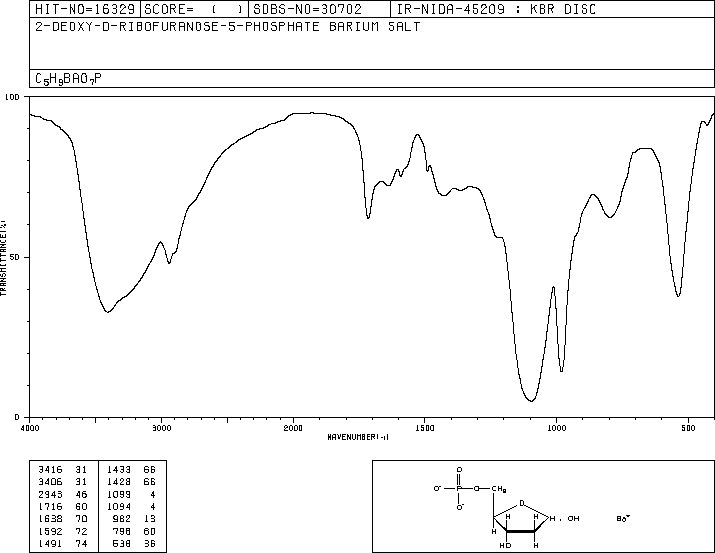 HIT-NO=16329 SCORE= ( ) SDBS-NO=30702 IR-NIDA-45209 : KBR DISC
2-DEOXY-D-RIBOFURANOSE-5-PHOSPHATE BARIUM SALT
C5H9BAO7P
100
50
0
TRANSMITTANCE(%)
4000 3000 2000 1500 1000 500
WAVENUMBER(-1)
3416 31 1433 66
3406 31 1428 66
2943 46 1099 4
1716 60 1094 4
1638 70 982 13
1592 72 798 60
1491 74 538 36
O
O- P O CH2
O-
O
H H H , OH
H H
HO H
Ba2+